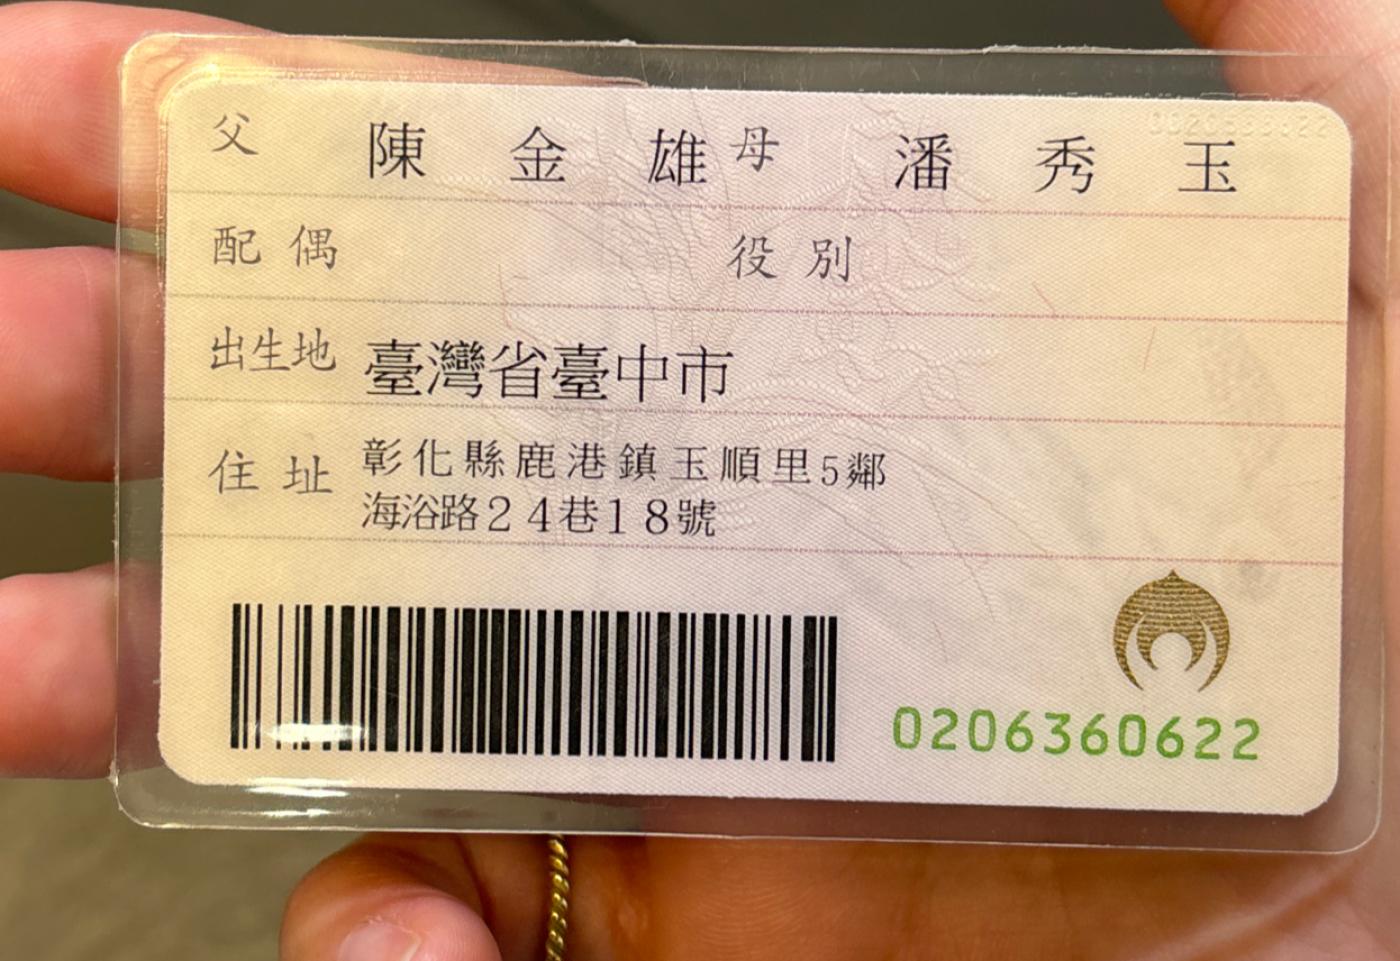 父 陳金雄 母 潘秀玉
配偶 役別
出生地 臺灣省臺中市
住址 彰化縣鹿港鎮玉順里5鄰
海浴路24巷18號
0206360622